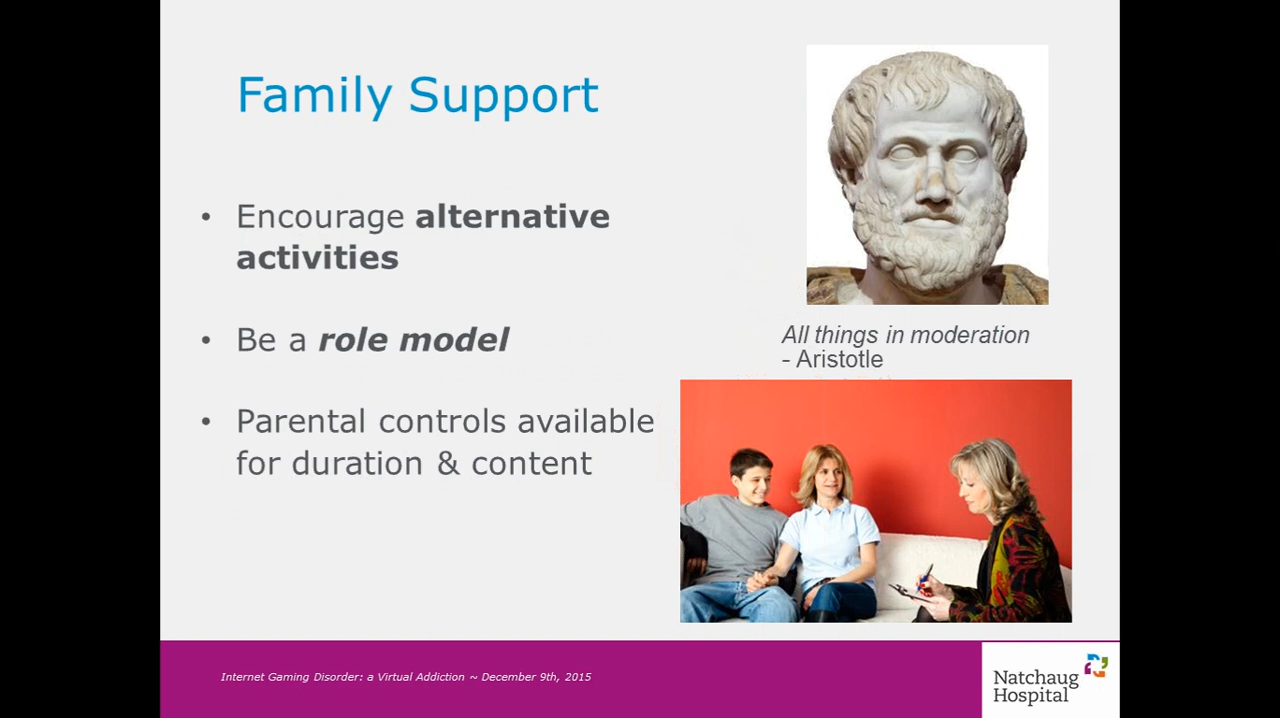 Family Support
• Encourage alternative
activities
• Be a role model
• Parental controls available
for duration & content
All things in moderation
- Aristotle
Internet Gaming Disorder: a Virtual Addiction ~ December 9th, 2015
Natchaug
Hospital